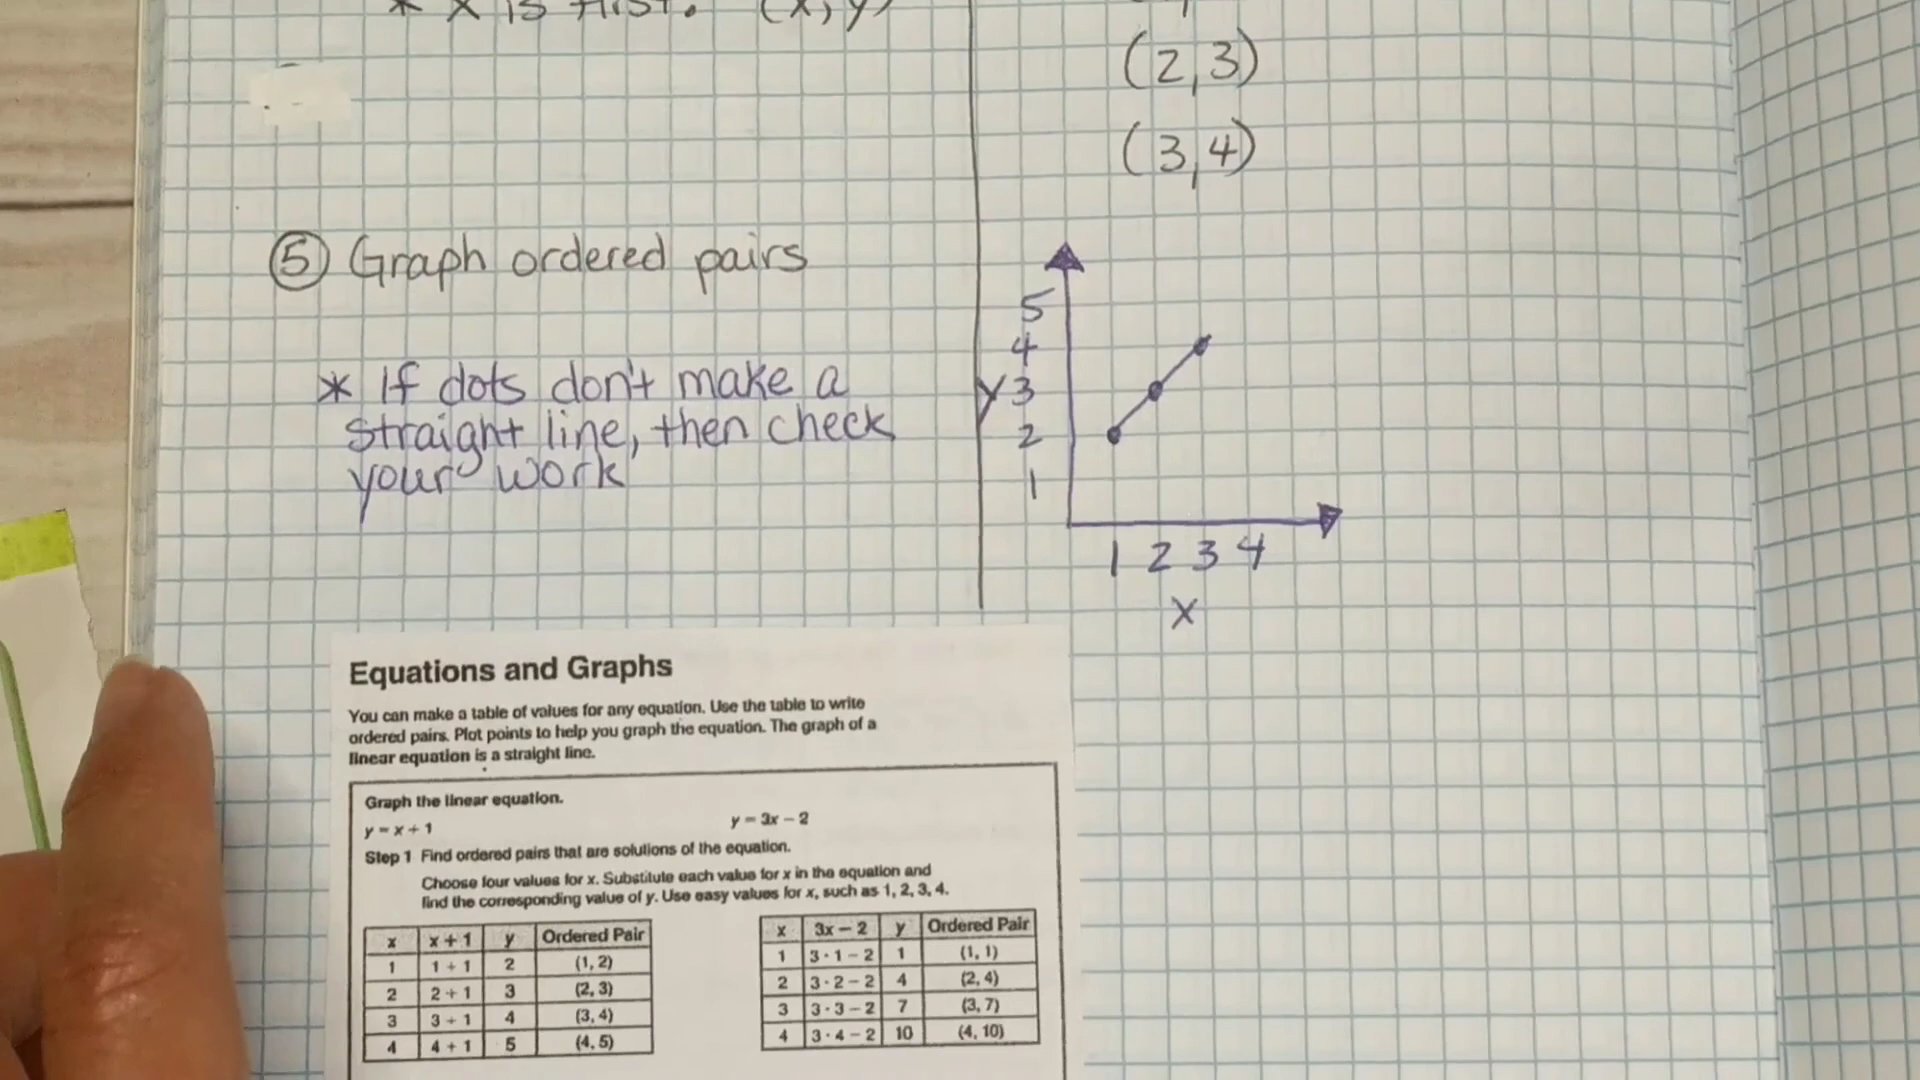 * X is first. (x, y)
(2,3)
(3,4)
⑤ Graph ordered pairs
* If dots don't make a
straight line, then check
your work
5
4
y 3
2
1
1 2 3 4
X
Equations and Graphs
You can make a table of values for any equation. Use the table to write
ordered pairs. Plot points to help you graph the equation. The graph of a
linear equation is a straight line.
Graph the linear equation.
y = x + 1
y = 3x − 2
Step 1 Find ordered pairs that are solutions of the equation.
Choose four values for x. Substitute each value for x in the equation and
find the corresponding value of y. Use easy values for x, such as 1, 2, 3, 4.
x x + 1 y Ordered Pair
1 1 + 1 2 (1, 2)
2 2 + 1 3 (2, 3)
3 3 + 1 4 (3, 4)
4 4 + 1 5 (4, 5)
x 3x − 2 y Ordered Pair
1 3 · 1 − 2 1 (1, 1)
2 3 · 2 − 2 4 (2, 4)
3 3 · 3 − 2 7 (3, 7)
4 3 · 4 − 2 10 (4, 10)